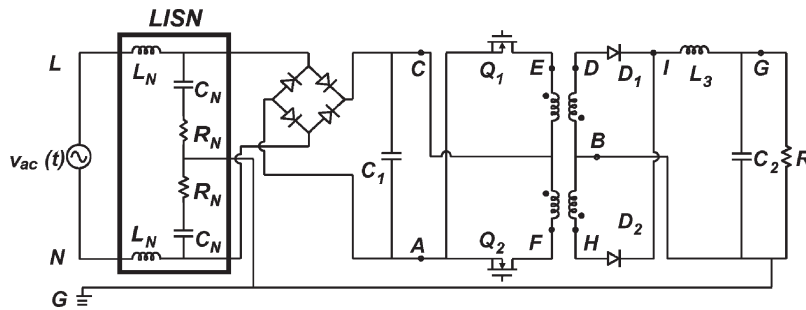 LISN
L
L_N
C_N
R_N
v_ac (t)
R_N
L_N
C_N
N
G
C
C_1
A
Q_1
E
D
D_1
I
L_3
G
B
C_2
R
Q_2
F
H
D_2